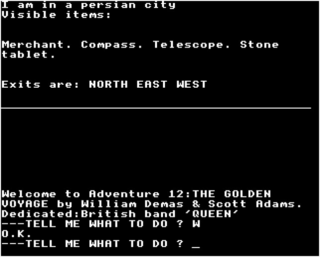 I am in a persian city
Visible items:
Merchant. Compass. Telescope. Stone
tablet.
Exits are: NORTH EAST WEST
Welcome to Adventure 12:THE GOLDEN
VOYAGE by William Demas & Scott Adams.
Dedicated:British band 'QUEEN'
---TELL ME WHAT TO DO ? W
O.K.
---TELL ME WHAT TO DO ? _